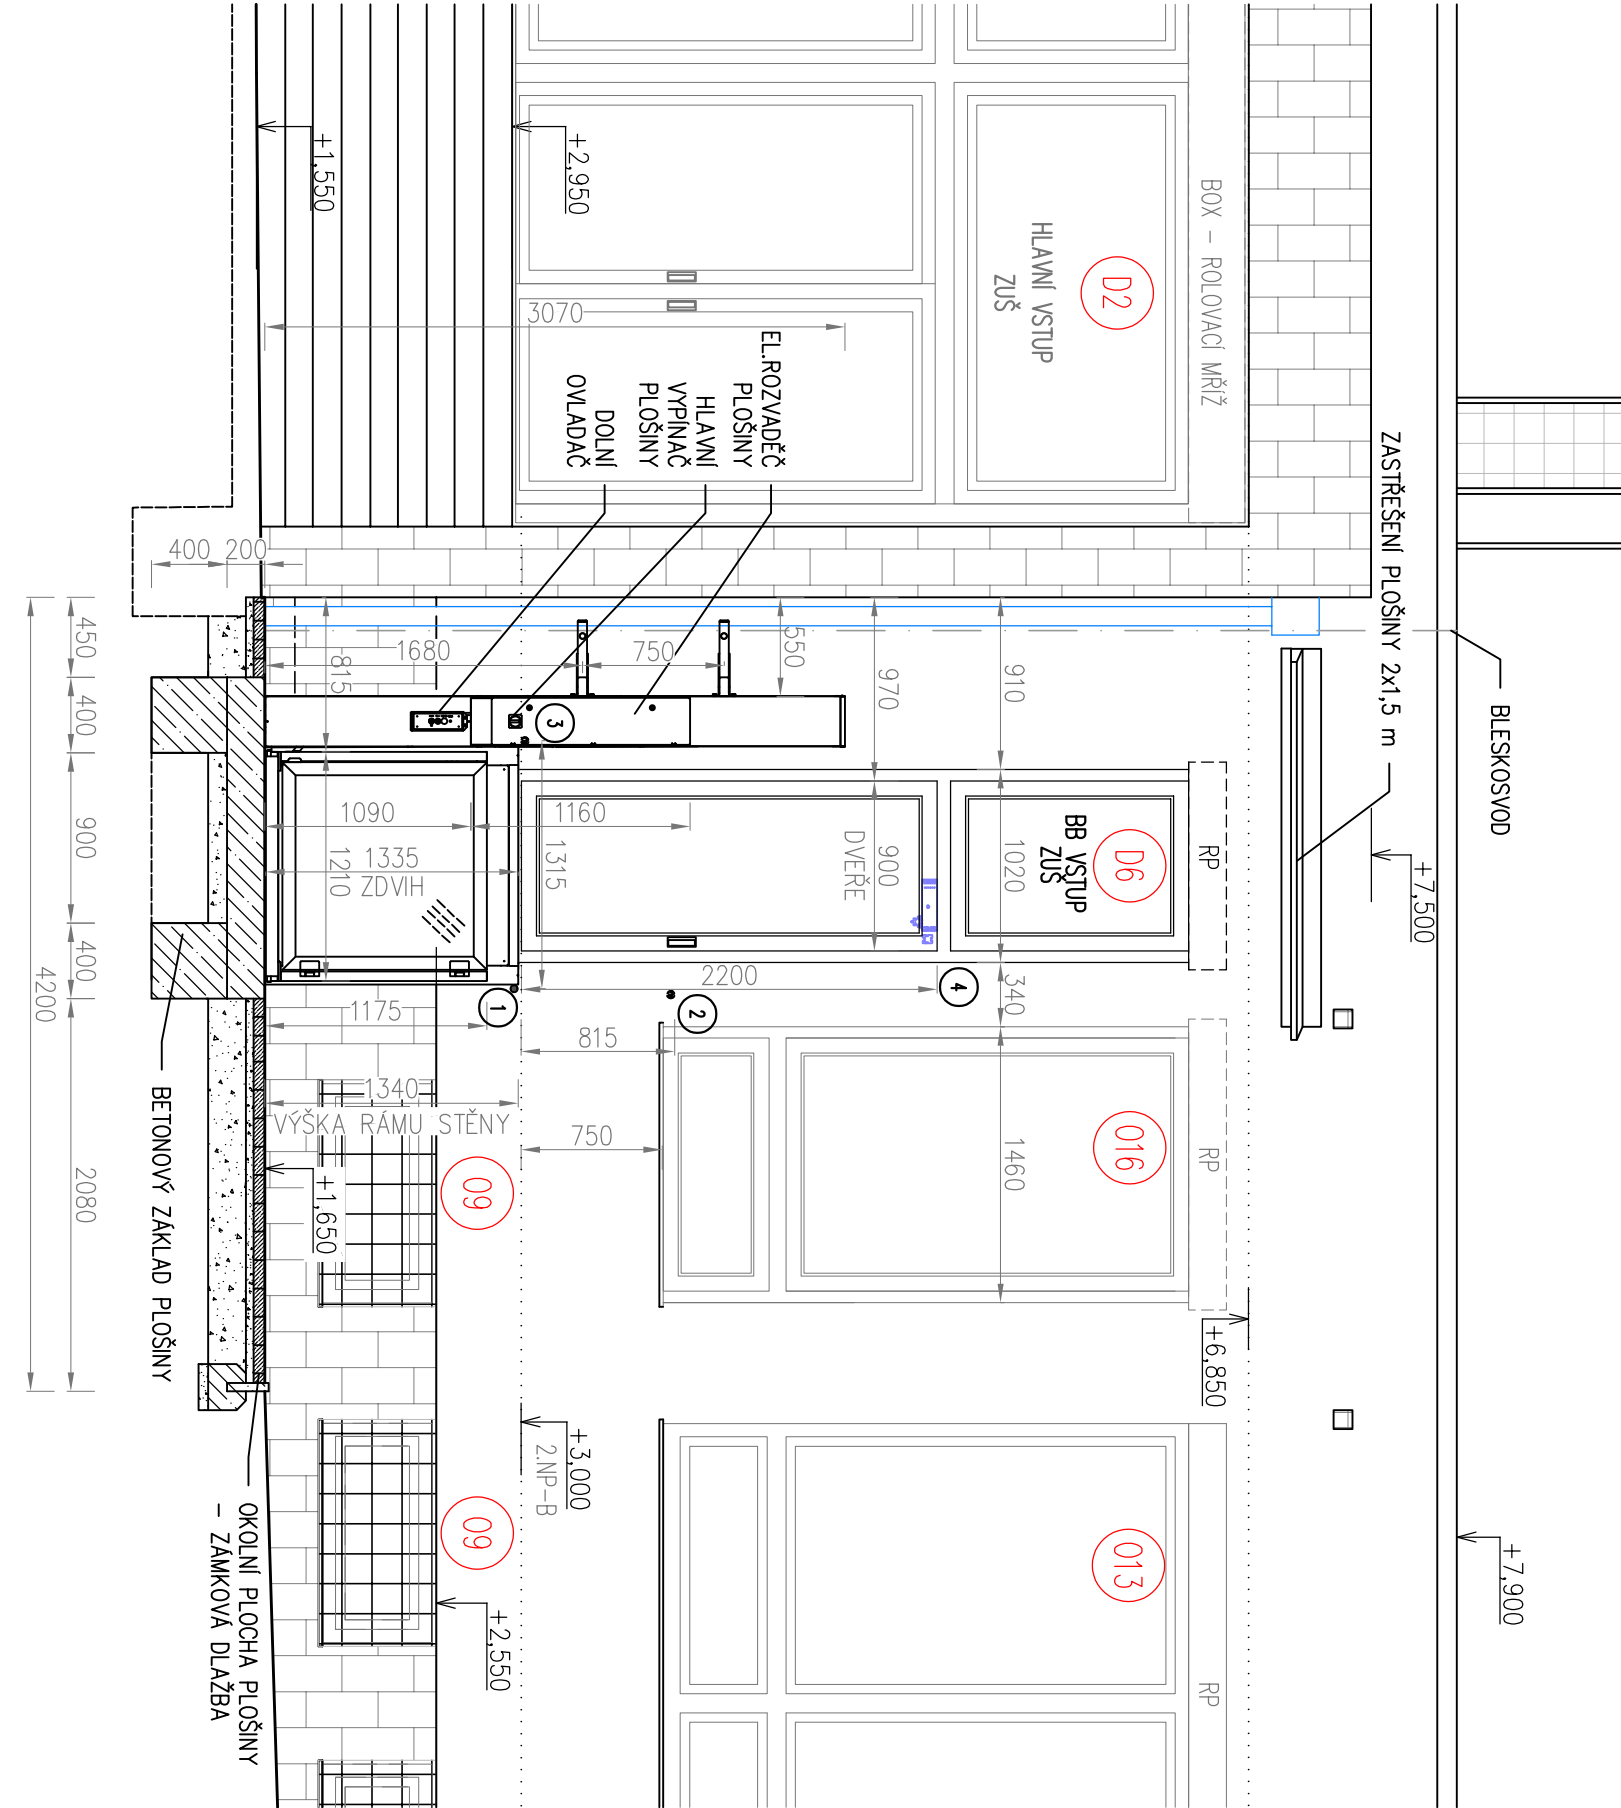 +7,900
BLESKOSVOD
+7,500
ZASTŘEŠENÍ PLOŠINY 2x1,5 m
+6,850
BOX - ROLOVACÍ MŘÍŽ
RP
RP
RP
D2
D6
O16
O13
HLAVNÍ VSTUP
ZUŠ
BB VSTUP
ZUŠ
910
1020
340
1460
970
900
DVEŘE
550
EL.ROZVADĚČ
PLOŠINY
HLAVNÍ
VYPÍNAČ
PLOŠINY
DOLNÍ
OVLADAČ
3070
1680
750
2200
4
2
815
750
3
1315
1
+2,950
+3,000
2.NP-B
+2,550
O9
O9
1090
1160
1335
ZDVIH
1210
815
1175
1340
VÝŠKA RÁMU STĚNY
+1,550
+1,650
400
200
OKOLNÍ PLOCHA PLOŠINY
- ZÁMKOVÁ DLAŽBA
BETONOVÝ ZÁKLAD PLOŠINY
450
400
900
400
2080
4200